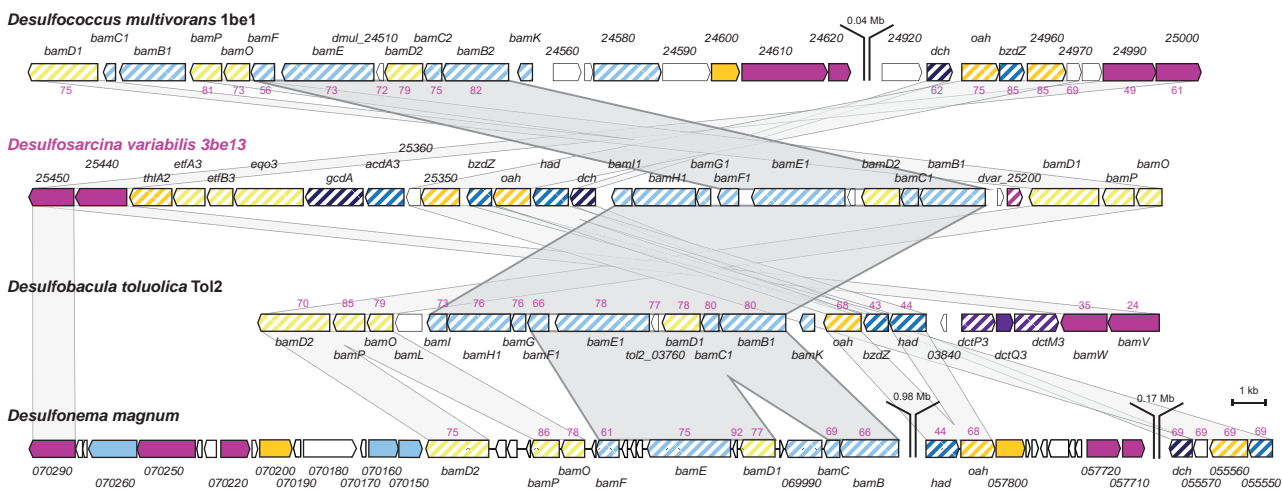 Desulfococcus multivorans 1be1
0.04 Mb
bamC1 bamP bamF dmul_24510 bamC2 bamK 24580 24600 24620 24920 oah 24960 25000
bamD1 bamB1 bamO bamE bamD2 bamB2 24560 24590 24610 dch bzdZ 24970 24990
75 81 73 56 73 72 79 75 82 62 75 85 85 69 49 61
Desulfosarcina variabilis 3be13
25360
25440 etfA3 eqo3 acdA3 bzdZ had bamI1 bamG1 bamE1 bamD2 bamB1 bamD1 bamO
25450 thlA2 etfB3 gcdA 25350 oah dch bamH1 bamF1 bamC1 dvar_25200 bamP
Desulfobacula toluolica Tol2
70 85 79 73 76 76 66 78 77 78 80 80 68 43 44 35 24
bamD2 bamO bamI bamG bamE1 bamD1 bamB1 oah had dctP3 dctM3 bamV
bamP bamL bamH1 bamF1 tol2_03760 bamC1 bamK bzdZ 03840 dctQ3 bamW
Desulfonema magnum
0.98 Mb 0.17 Mb
1 kb
75 86 78 61 75 92 77 69 66 44 68 69 69 69 69
070290 070250 070200 070180 070160 bamD2 bamO bamE bamD1 bamC oah 057720 dch 055560
070260 070220 070190 070170 070150 bamP bamF 069990 bamB had 057800 057710 055570 055550